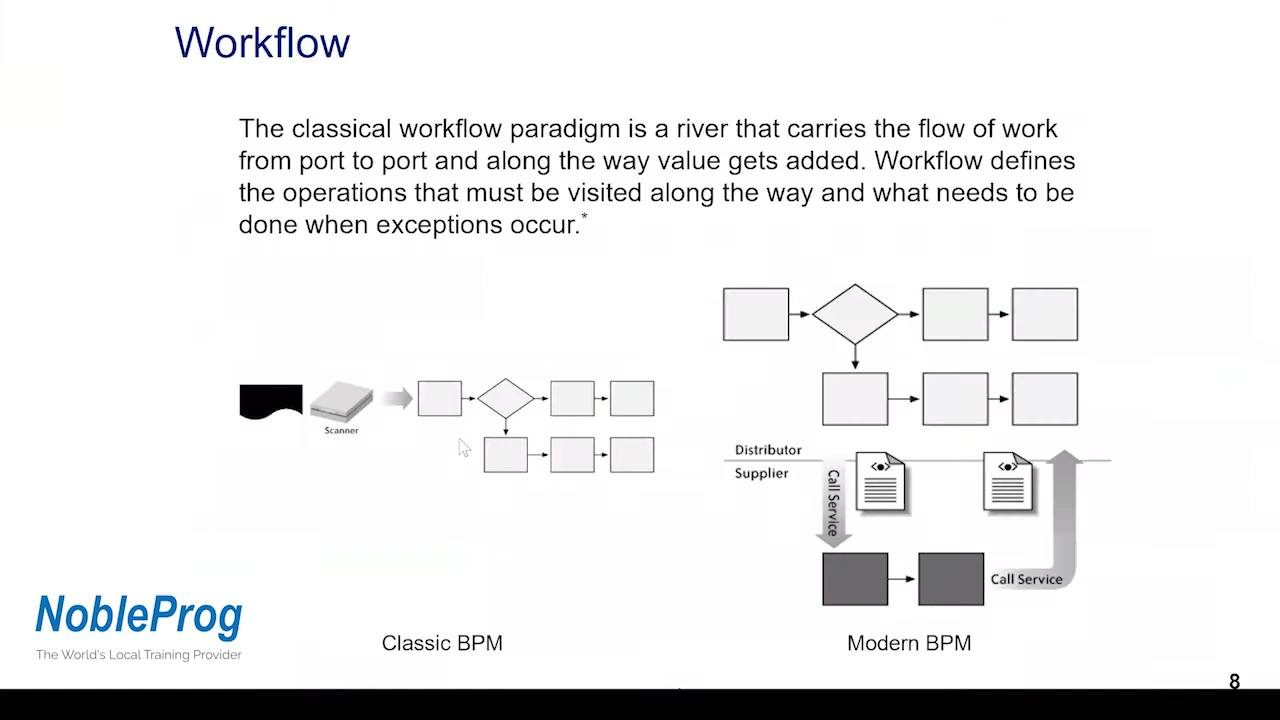 Workflow
The classical workflow paradigm is a river that carries the flow of work
from port to port and along the way value gets added. Workflow defines
the operations that must be visited along the way and what needs to be
done when exceptions occur.*
Scanner
Distributor
Supplier
Call Service
Call Service
Classic BPM
Modern BPM
NobleProg
The World's Local Training Provider
8